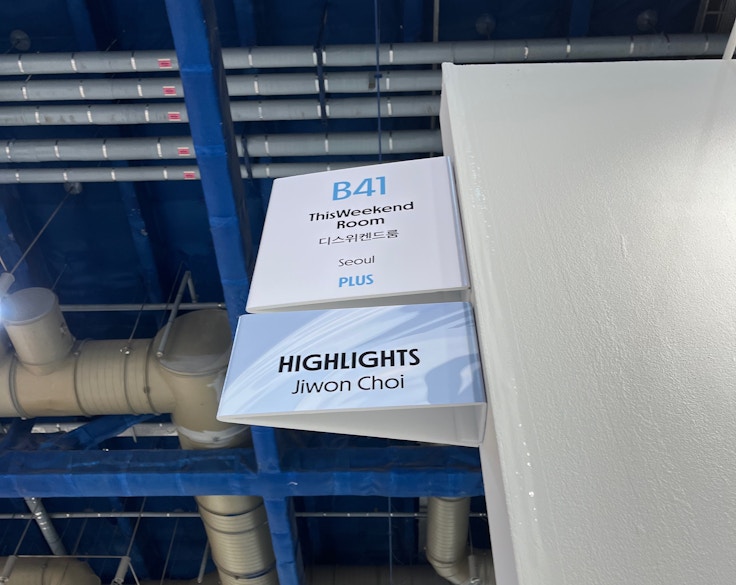 B41
ThisWeekend
Room
디스위켄드룸
Seoul
PLUS
HIGHLIGHTS
Jiwon Choi